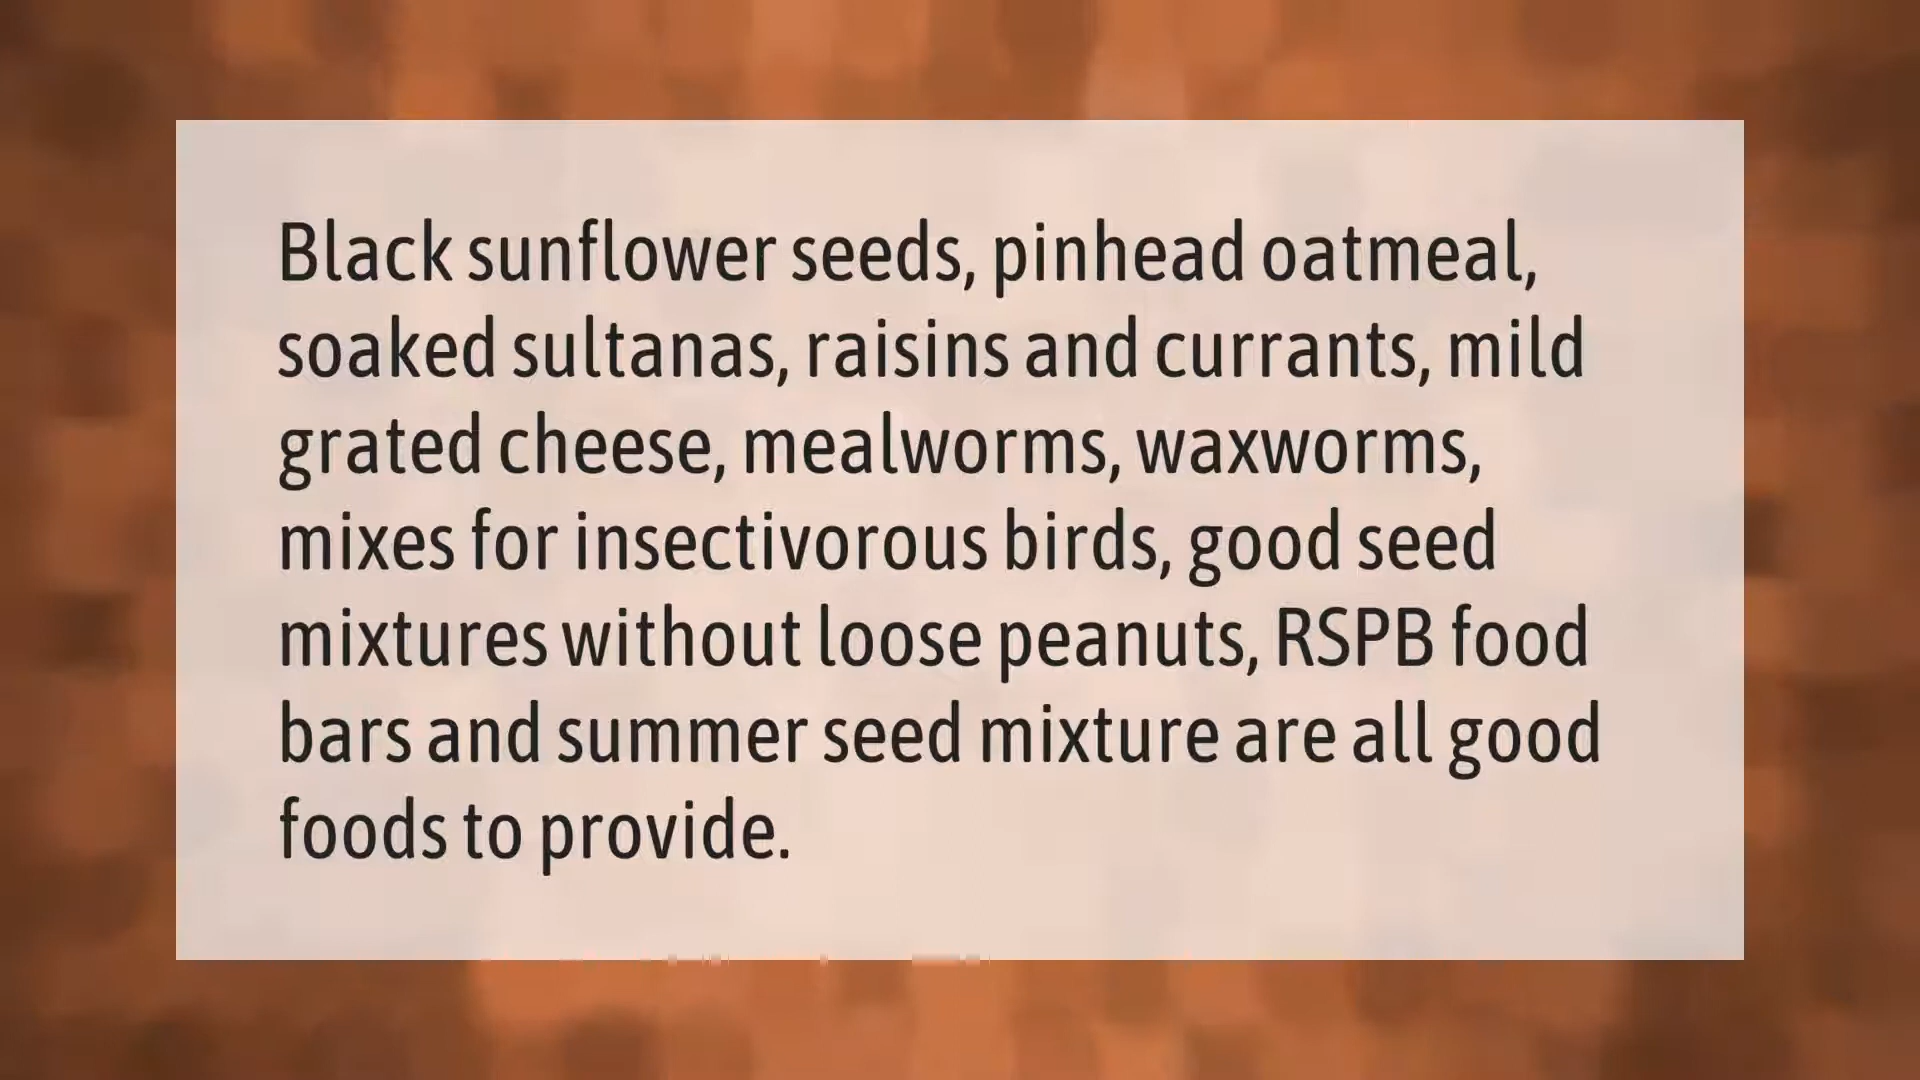 Black sunflower seeds, pinhead oatmeal,
soaked sultanas, raisins and currants, mild
grated cheese, mealworms, waxworms,
mixes for insectivorous birds, good seed
mixtures without loose peanuts, RSPB food
bars and summer seed mixture are all good
foods to provide.